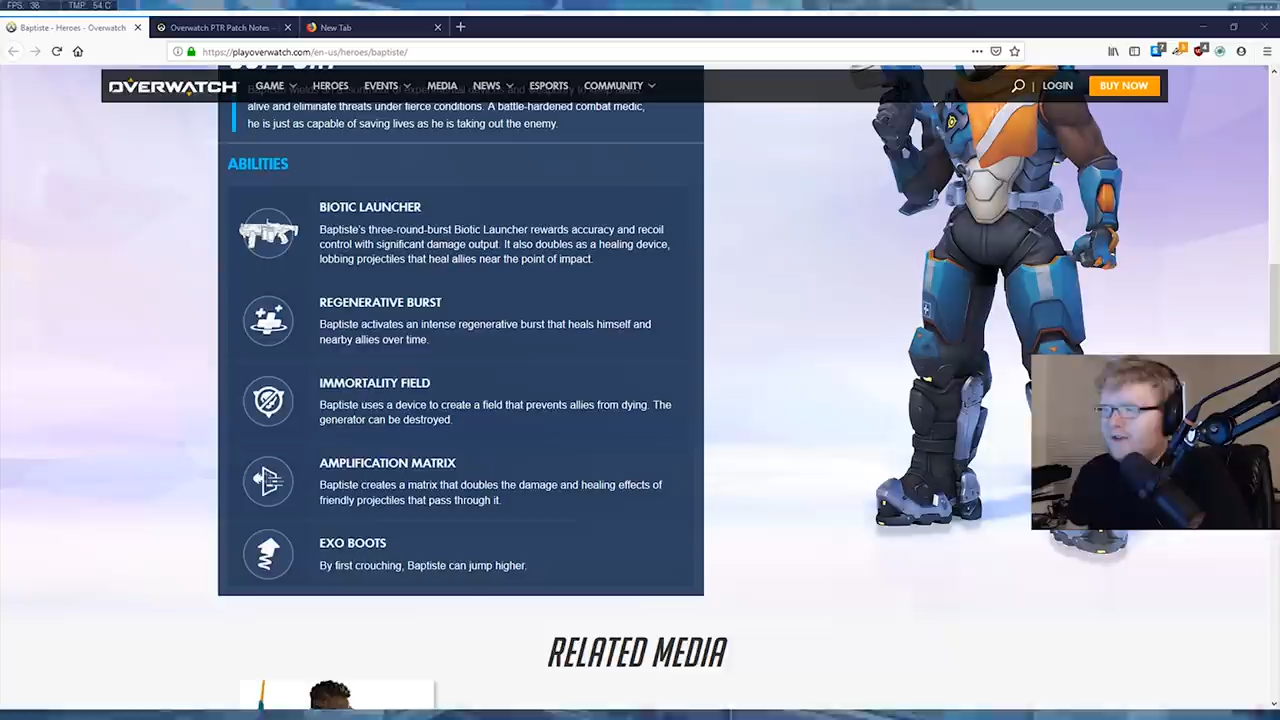 FPS: 38 TMP: 54°C
Baptiste - Heroes - Overwatch
Overwatch PTR Patch Notes -
New Tab
https://playoverwatch.com/en-us/heroes/baptiste/
OVERWATCH GAME HEROES EVENTS MEDIA NEWS ESPORTS COMMUNITY LOGIN BUY NOW
alive and eliminate threats under fierce conditions. A battle-hardened combat medic,
he is just as capable of saving lives as he is taking out the enemy.
ABILITIES
BIOTIC LAUNCHER
Baptiste's three-round-burst Biotic Launcher rewards accuracy and recoil
control with significant damage output. It also doubles as a healing device,
lobbing projectiles that heal allies near the point of impact.
REGENERATIVE BURST
Baptiste activates an intense regenerative burst that heals himself and
nearby allies over time.
IMMORTALITY FIELD
Baptiste uses a device to create a field that prevents allies from dying. The
generator can be destroyed.
AMPLIFICATION MATRIX
Baptiste creates a matrix that doubles the damage and healing effects of
friendly projectiles that pass through it.
EXO BOOTS
By first crouching, Baptiste can jump higher.
RELATED MEDIA